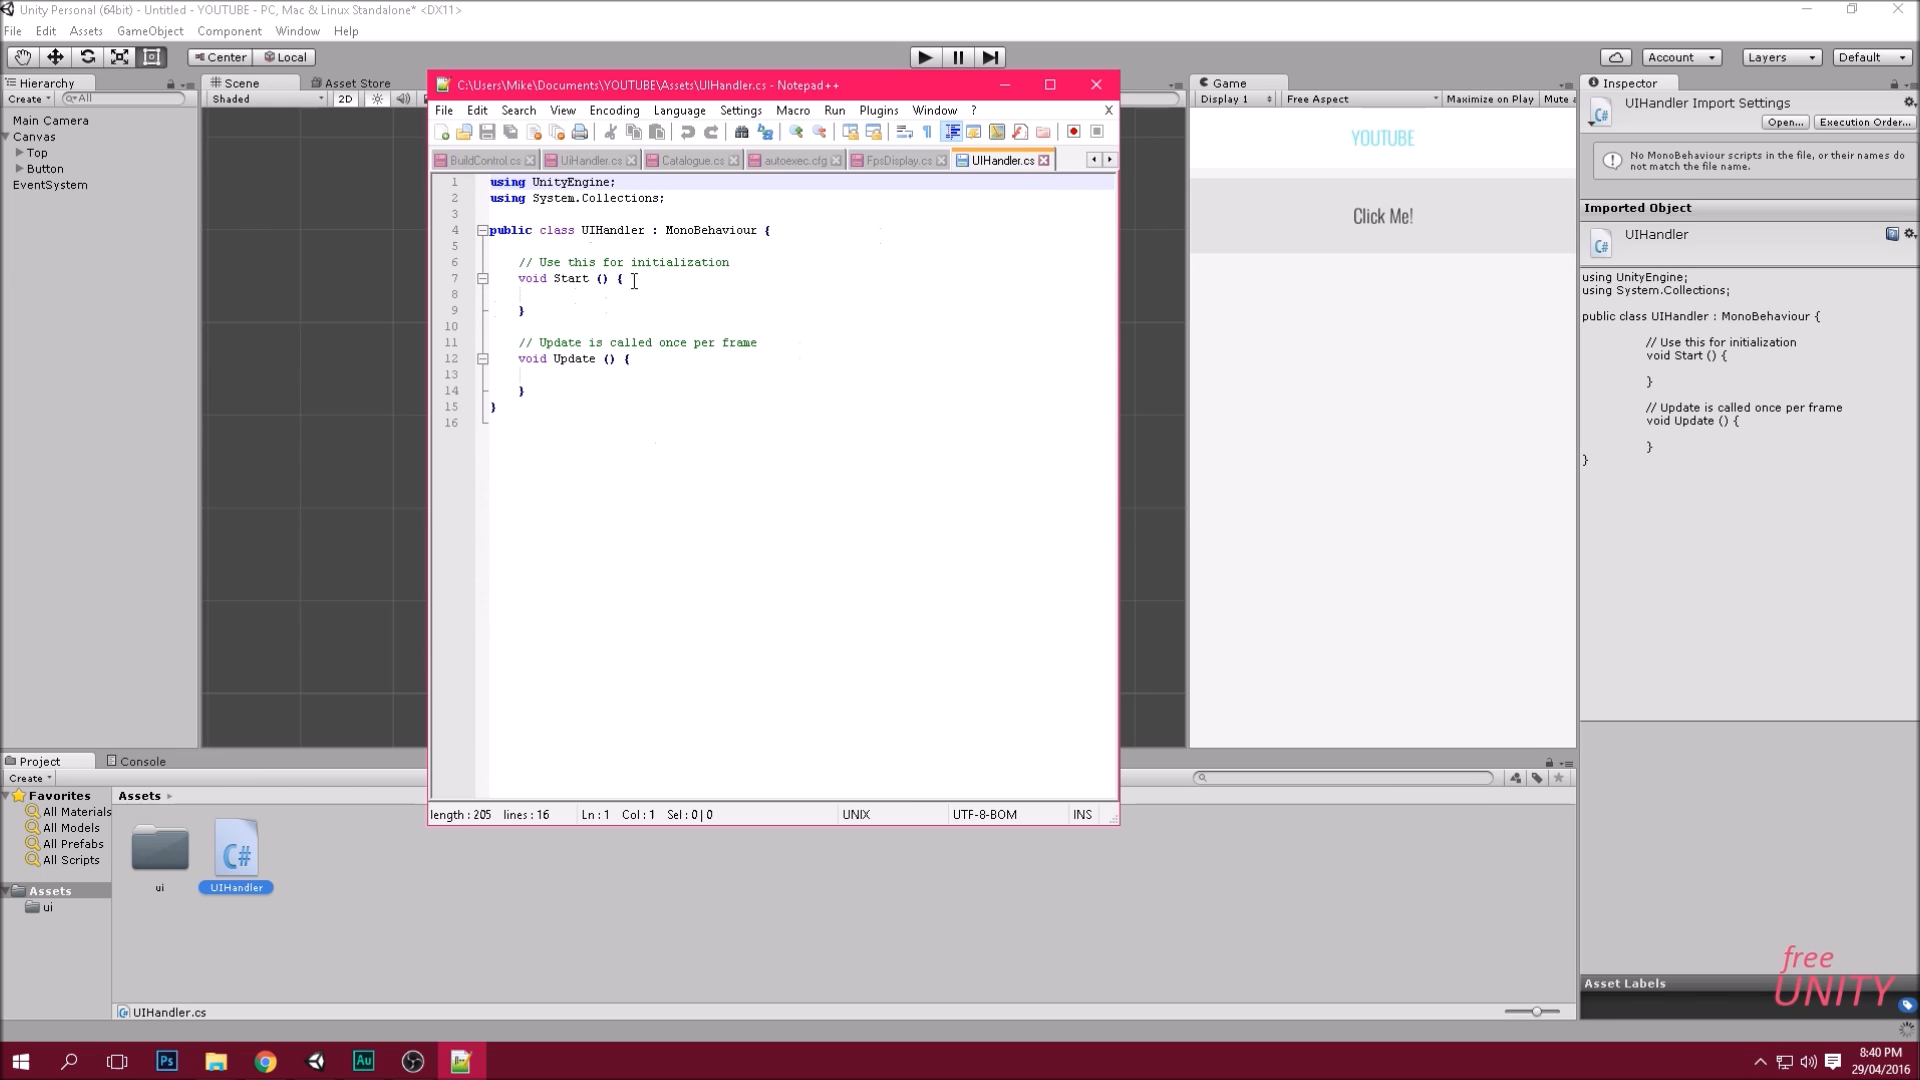 Unity Personal (64bit) - Untitled - YOUTUBE - PC, Mac & Linux Standalone* <DX11>
File Edit Assets GameObject Component Window Help
Center Local
Account Layers Default
Hierarchy
Create All
Main Camera
Canvas
Top
Button
EventSystem
Scene Asset Store
Shaded 2D
C:\Users\Mike\Documents\YOUTUBE\Assets\UIHandler.cs - Notepad++
File Edit Search View Encoding Language Settings Macro Run Plugins Window ? X
BuildControl.cs UiHandler.cs Catalogue.cs autoexec.cfg FpsDisplay.cs UIHandler.cs
1 using UnityEngine;
2 using System.Collections;
3
4 public class UIHandler : MonoBehaviour {
5
6 // Use this for initialization
7 void Start () {
8
9 }
10
11 // Update is called once per frame
12 void Update () {
13
14 }
15 }
16
length : 205 lines : 16 Ln : 1 Col : 1 Sel : 0 | 0 UNIX UTF-8-BOM INS
Game
Display 1 Free Aspect Maximize on Play Mute
YOUTUBE
Click Me!
Inspector
UIHandler Import Settings
Open... Execution Order...
No MonoBehaviour scripts in the file, or their names do
not match the file name.
Imported Object
UIHandler
using UnityEngine;
using System.Collections;
public class UIHandler : MonoBehaviour {
// Use this for initialization
void Start () {
}
// Update is called once per frame
void Update () {
}
}
Asset Labels
free
UNITY
Project Console
Create
Favorites
All Materials
All Models
All Prefabs
All Scripts
Assets
ui
Assets
C#
ui
UIHandler
UIHandler.cs
Ps
Au
8:40 PM
29/04/2016